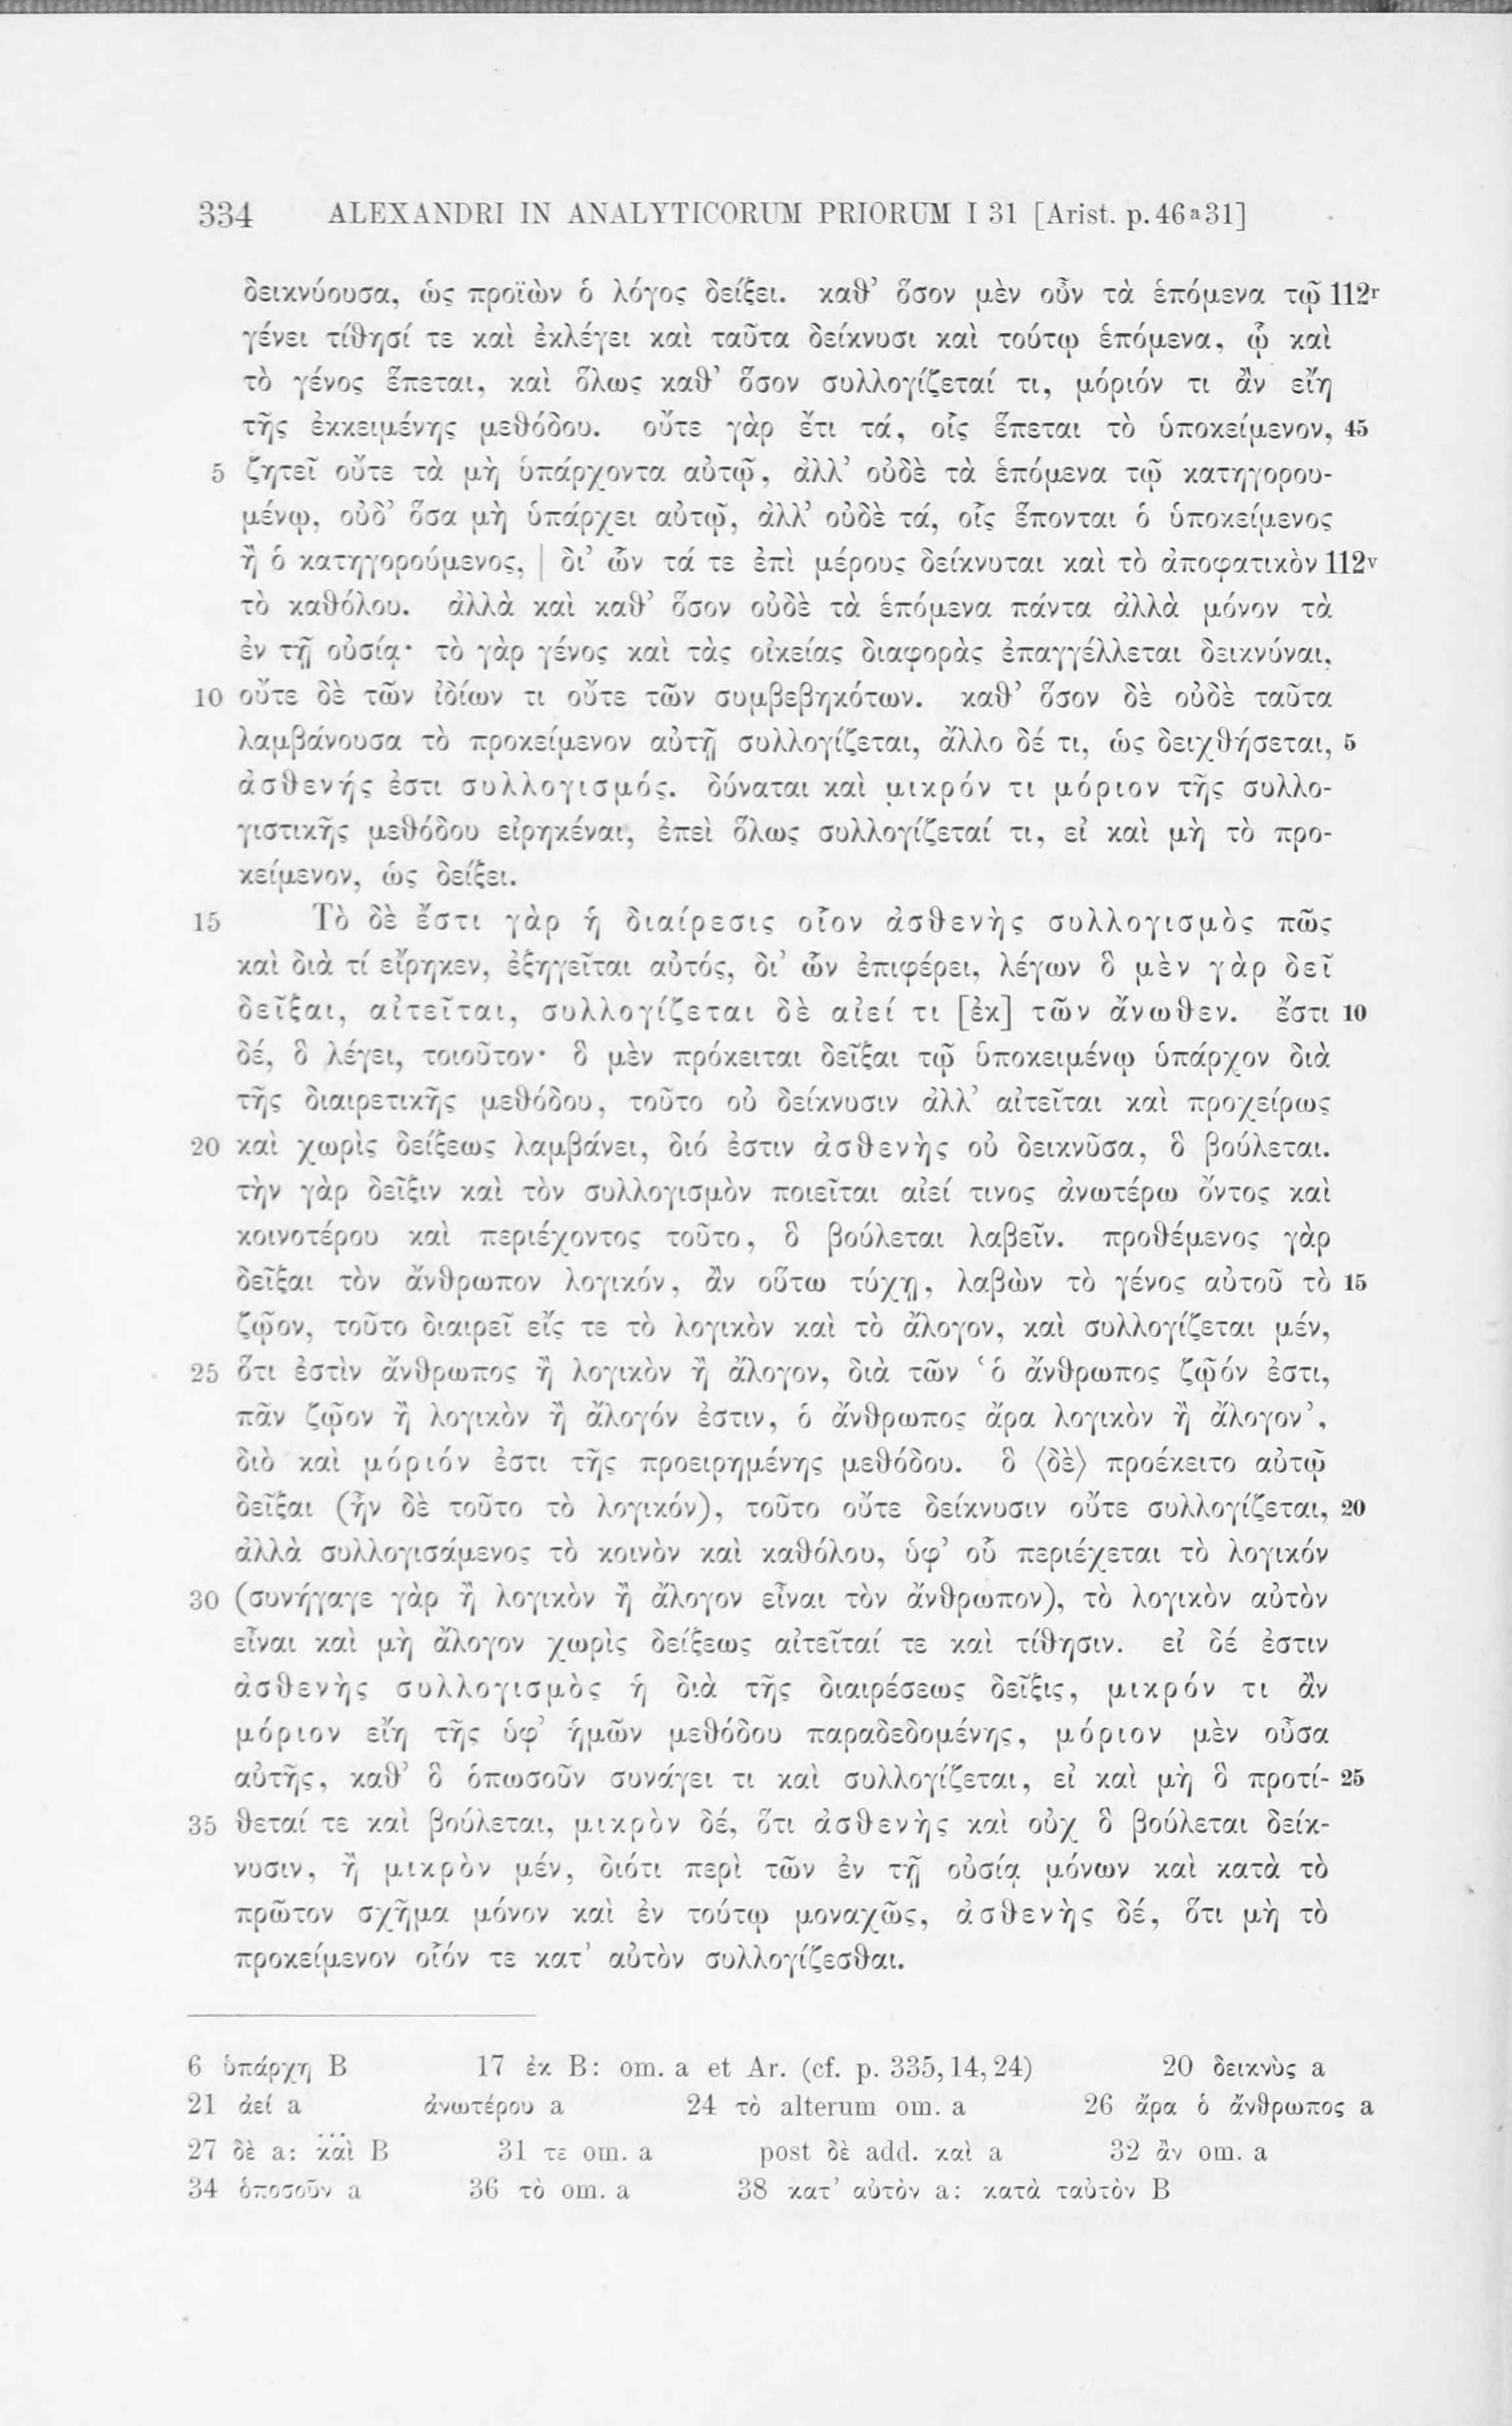 334 ALEXANDRI IN ANALYTICORUM PRIORUM I 31 [Arist. p. 46ᵃ31]
δεικνύουσα, ὡς προϊὼν ὁ λόγος δείξει. καθ’ ὅσον μὲν οὖν τὰ ἑπόμενα τῷ 112ʳ
γένει τίθησί τε καὶ ἐκλέγει καὶ ταῦτα δείκνυσι καὶ τούτῳ ἑπόμενα, ᾧ καὶ
τὸ γένος ἕπεται, καὶ ὅλως καθ’ ὅσον συλλογίζεταί τι, μόριόν τι ἂν εἴη
τῆς ἐκκειμένης μεθόδου. οὔτε γὰρ ἔτι τά, οἷς ἕπεται τὸ ὑποκείμενον, 45
5 ζητεῖ οὔτε τὰ μὴ ὑπάρχοντα αὐτῷ, ἀλλ’ οὐδὲ τὰ ἑπόμενα τῷ κατηγορου-
μένῳ, οὐδ’ ὅσα μὴ ὑπάρχει αὐτῷ, ἀλλ’ οὐδὲ τά, οἷς ἕπονται ὁ ὑποκείμενος
ἢ ὁ κατηγορούμενος, | δι’ ὧν τά τε ἐπὶ μέρους δείκνυται καὶ τὸ ἀποφατικὸν 112ᵛ
τὸ καθόλου. ἀλλὰ καὶ καθ’ ὅσον οὐδὲ τὰ ἑπόμενα πάντα ἀλλὰ μόνον τὰ
ἐν τῇ οὐσίᾳ· τὸ γὰρ γένος καὶ τὰς οἰκείας διαφορὰς ἐπαγγέλλεται δεικνύναι,
10 οὔτε δὲ τῶν ἰδίων τι οὔτε τῶν συμβεβηκότων. καθ’ ὅσον δὲ οὐδὲ ταῦτα
λαμβάνουσα τὸ προκείμενον αὐτῇ συλλογίζεται, ἄλλο δέ τι, ὡς δειχθήσεται, 5
ἀσθενής ἐστι συλλογισμός. δύναται καὶ μικρόν τι μόριον τῆς συλλο-
γιστικῆς μεθόδου εἰρηκέναι, ἐπεὶ ὅλως συλλογίζεταί τι, εἰ καὶ μὴ τὸ προ-
κείμενον, ὡς δείξει.
15 Τὸ δὲ ἔστι γὰρ ἡ διαίρεσις οἷον ἀσθενὴς συλλογισμὸς πῶς
καὶ διὰ τί εἴρηκεν, ἐξηγεῖται αὐτός, δι’ ὧν ἐπιφέρει, λέγων ὃ μὲν γὰρ δεῖ
δεῖξαι, αἰτεῖται, συλλογίζεται δὲ αἰεί τι [ἐκ] τῶν ἄνωθεν. ἔστι 10
δέ, ὃ λέγει, τοιοῦτον· ὃ μὲν πρόκειται δεῖξαι τῷ ὑποκειμένῳ ὑπάρχον διὰ
τῆς διαιρετικῆς μεθόδου, τοῦτο οὐ δείκνυσιν ἀλλ’ αἰτεῖται καὶ προχείρως
20 καὶ χωρὶς δείξεως λαμβάνει, διό ἐστιν ἀσθενὴς οὐ δεικνῦσα, ὃ βούλεται.
τὴν γὰρ δεῖξιν καὶ τὸν συλλογισμὸν ποιεῖται αἰεί τινος ἀνωτέρω ὄντος καὶ
κοινοτέρου καὶ περιέχοντος τοῦτο, ὃ βούλεται λαβεῖν. προθέμενος γὰρ
δεῖξαι τὸν ἄνθρωπον λογικόν, ἂν οὕτω τύχῃ, λαβὼν τὸ γένος αὐτοῦ τὸ 15
ζῷον, τοῦτο διαιρεῖ εἴς τε τὸ λογικὸν καὶ τὸ ἄλογον, καὶ συλλογίζεται μέν,
25 ὅτι ἐστὶν ἄνθρωπος ἢ λογικὸν ἢ ἄλογον, διὰ τῶν ‘ὁ ἄνθρωπος ζῷόν ἐστι,
πᾶν ζῷον ἢ λογικὸν ἢ ἄλογόν ἐστιν, ὁ ἄνθρωπος ἄρα λογικὸν ἢ ἄλογον’,
διὸ καὶ μόριόν ἐστι τῆς προειρημένης μεθόδου. ὃ ⟨δὲ⟩ προέκειτο αὐτῷ
δεῖξαι (ἦν δὲ τοῦτο τὸ λογικόν), τοῦτο οὔτε δείκνυσιν οὔτε συλλογίζεται, 20
ἀλλὰ συλλογισάμενος τὸ κοινὸν καὶ καθόλου, ὑφ’ οὗ περιέχεται τὸ λογικόν
30 (συνήγαγε γὰρ ἢ λογικὸν ἢ ἄλογον εἶναι τὸν ἄνθρωπον), τὸ λογικὸν αὐτὸν
εἶναι καὶ μὴ ἄλογον χωρὶς δείξεως αἰτεῖταί τε καὶ τίθησιν. εἰ δέ ἐστιν
ἀσθενὴς συλλογισμὸς ἡ διὰ τῆς διαιρέσεως δεῖξις, μικρόν τι ἂν
μόριον εἴη τῆς ὑφ’ ἡμῶν μεθόδου παραδεδομένης, μόριον μὲν οὖσα
αὐτῆς, καθ’ ὃ ὁπωσοῦν συνάγει τι καὶ συλλογίζεται, εἰ καὶ μὴ ὃ προτί- 25
35 θεταί τε καὶ βούλεται, μικρὸν δέ, ὅτι ἀσθενὴς καὶ οὐχ ὃ βούλεται δείκ-
νυσιν, ἢ μικρὸν μέν, διότι περὶ τῶν ἐν τῇ οὐσίᾳ μόνων καὶ κατὰ τὸ
πρῶτον σχῆμα μόνον καὶ ἐν τούτῳ μοναχῶς, ἀσθενὴς δέ, ὅτι μὴ τὸ
προκείμενον οἷόν τε κατ’ αὐτὸν συλλογίζεσθαι.
6 ὑπάρχη B 17 ἐκ B: om. a et Ar. (cf. p. 335,14,24) 20 δεικνὺς a
21 ἀεί a ἀνωτέρου a 24 τὸ alterum om. a 26 ἄρα ὁ ἄνθρωπος a
27 δὲ a: καὶ B 31 τε om. a post δὲ add. καὶ a 32 ἂν om. a
34 ὁποσοῦν a 36 τὸ om. a 38 κατ’ αὐτὸν a: κατὰ ταὐτὸν B